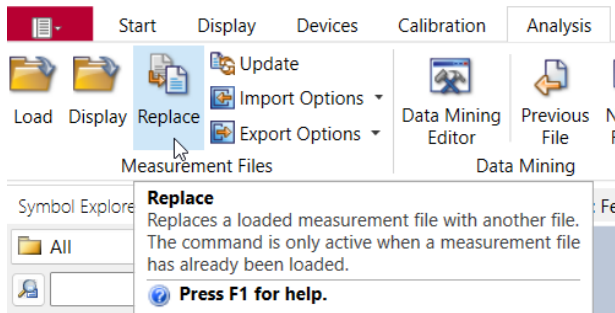 Start Display Devices Calibration Analysis
Update
Import Options
Load Display Replace
Export Options
Data Mining Editor
Previous File
Measurement Files
Data Mining
Symbol Explore
Replace
Replaces a loaded measurement file with another file.
The command is only active when a measurement file
has already been loaded.
Press F1 for help.
All